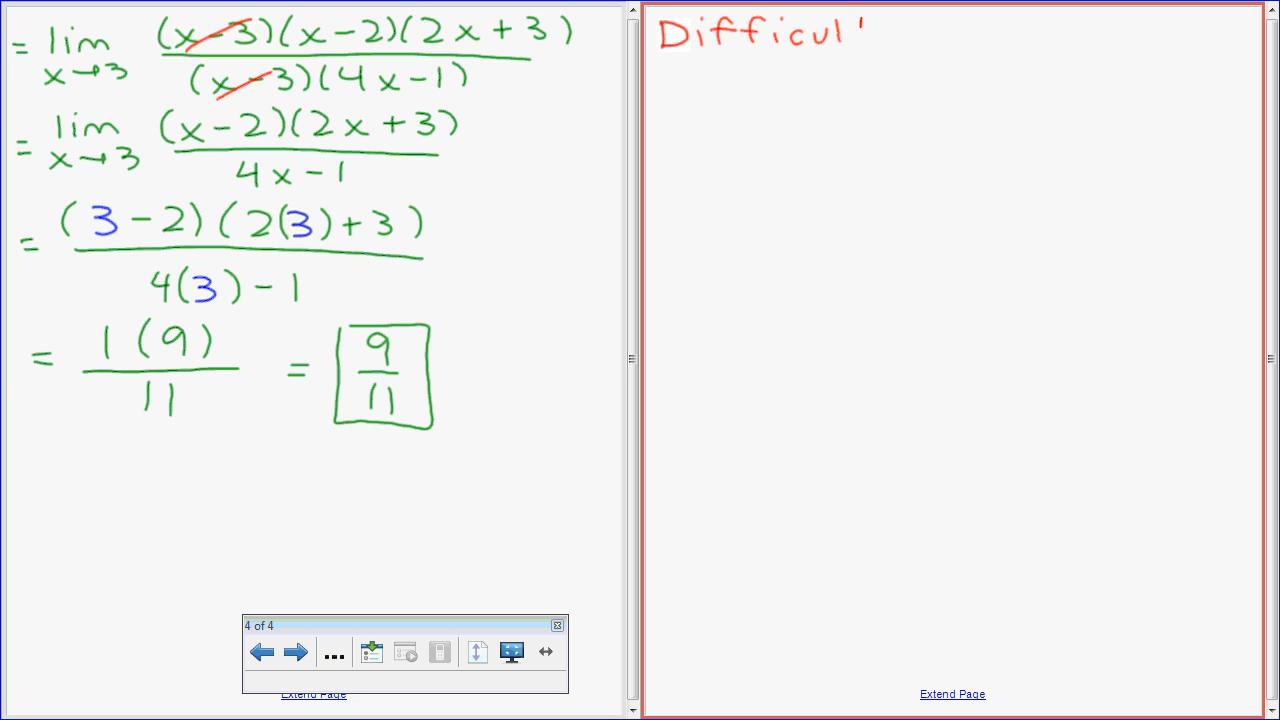 = lim x→3 (x-3)(x-2)(2x+3)
(x-3)(4x-1)
= lim x→3 (x-2)(2x+3)
4x-1
= (3-2)(2(3)+3)
4(3)-1
= 1(9)
11
= 9
11
4 of 4
Extend Page
Difficul'
Extend Page